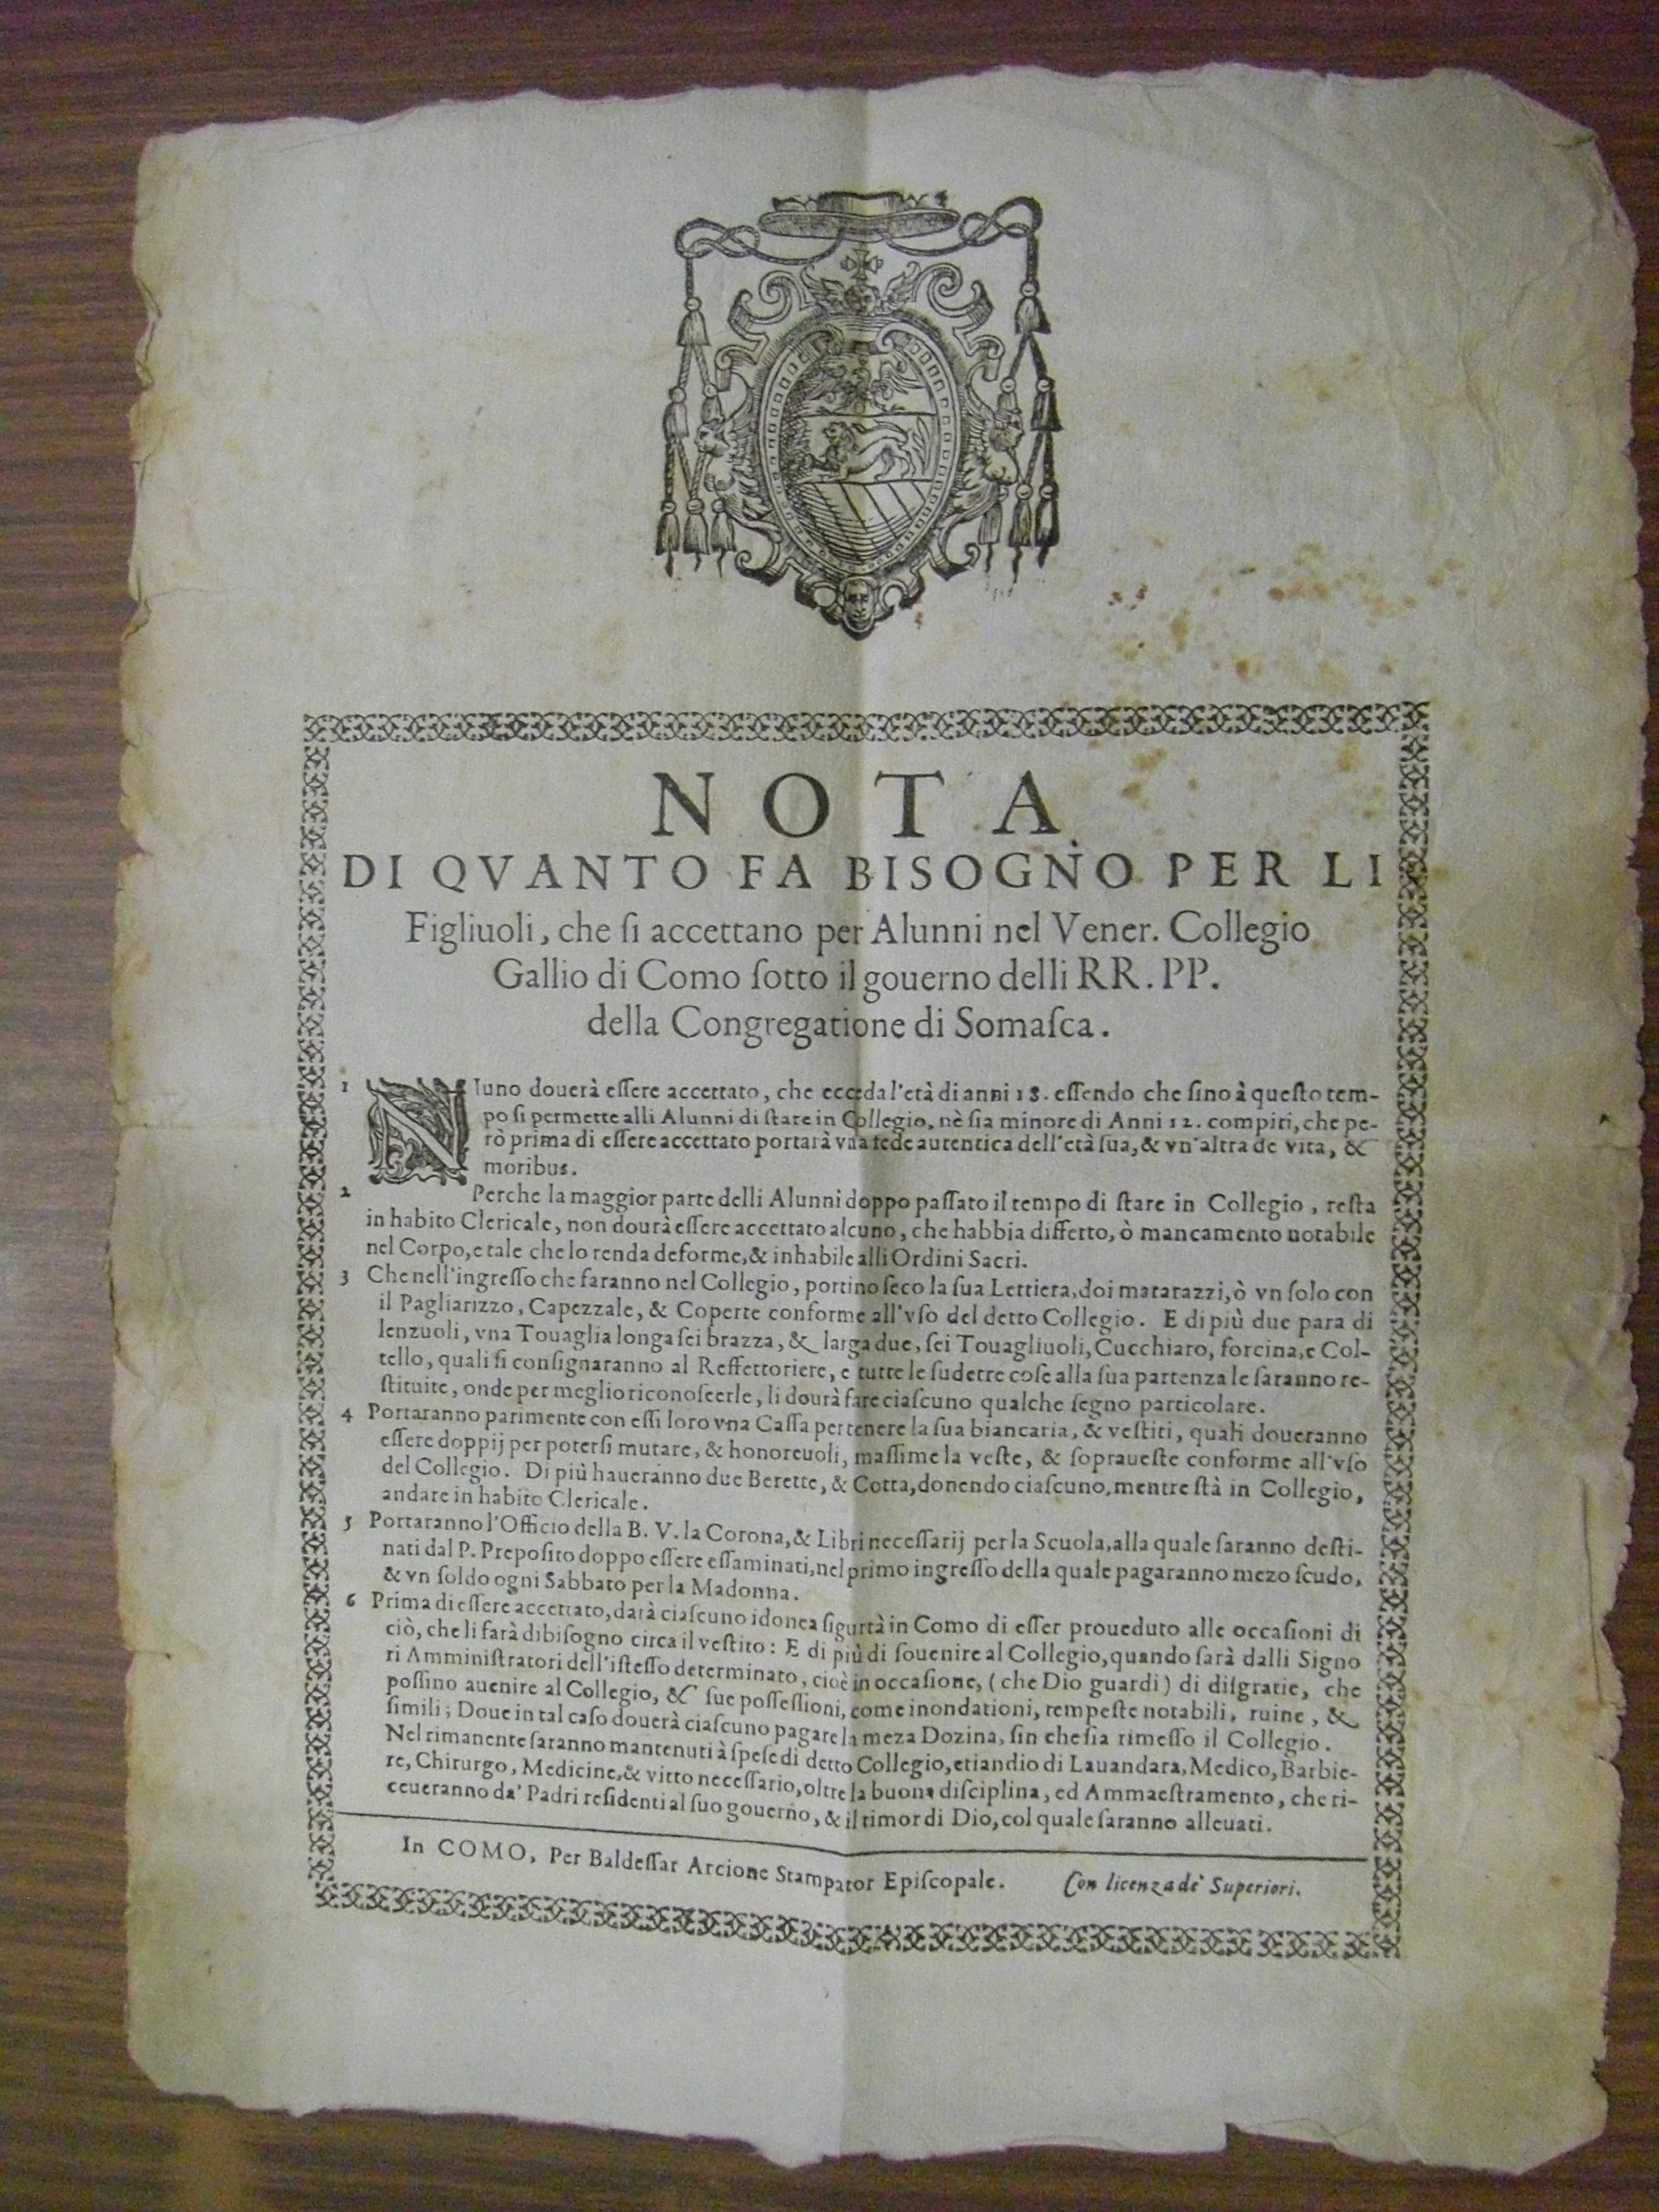 NOTA
DI QVANTO FA BISOGNO PER LI
Figliuoli, che ſi accettano per Alunni nel Vener. Collegio
Gallio di Como ſotto il gouerno delli RR. PP.
della Congregatione di Somaſca.
1 NIuno douerà eſſere accettato, che ecceda l'età di anni 18. eſſendo che ſino à queſto tem-
po ſi permette alli Alunni di ſtare in Collegio, nè ſia minore di Anni 12. compiti, che pe-
rò prima di eſſere accettato portarà vna fede autentica dell'età ſua, & vn'altra de vita, &
moribus.
2 Perche la maggior parte delli Alunni doppo paſſato il tempo di ſtare in Collegio, reſta
in habito Clericale, non dourà eſſere accettato alcuno, che habbia diffetto, ò mancamento notabile
nel Corpo, e tale che lo renda deforme, & inhabile alli Ordini Sacri.
3 Che nell'ingreſſo che faranno nel Collegio, portino ſeco la ſua Lettiera, doi matarazzi, ò vn ſolo con
il Pagliarizzo, Capezzale, & Coperte conforme all'vſo del detto Collegio. E di più due para di
lenzuoli, vna Touaglia longa ſei brazza, & larga due, ſei Touagliuoli, Cucchiaro, forcina, e Col-
tello, quali ſi conſignaranno al Reffettoriere, e tutte le ſudette coſe alla ſua partenza le ſaranno re-
ſtituite, onde per meglio riconoſcerle, li dourà fare ciaſcuno qualche ſegno particolare.
4 Portaranno parimente con eſſi loro vna Caſſa per tenere la ſua biancaria, & veſtiti, quali doueranno
eſſere doppij per poterſi mutare, & honoreuoli, maſſime la veſte, & ſopraueſte conforme all'vſo
del Collegio. Di più haueranno due Berette, & Cotta, donendo ciaſcuno, mentre ſtà in Collegio,
andare in habito Clericale.
5 Portaranno l'Officio della B. V. la Corona, & Libri neceſſarij per la Scuola, alla quale ſaranno deſti-
nati dal P. Prepoſito doppo eſſere eſſaminati, nel primo ingreſſo della quale pagaranno mezo ſcudo,
& vn ſoldo ogni Sabbato per la Madonna.
6 Prima di eſſere accettato, darà ciaſcuno idonea ſigurtà in Como di eſſer proueduto alle occaſioni di
ciò, che li farà dibiſogno circa il veſtito: E di più di ſouenire al Collegio, quando ſarà dalli Signo
ri Amminiſtratori dell'iſteſſo determinato, cioè in occaſione, (che Dio guardi) di diſgratie, che
poſſino auenire al Collegio, & ſue poſſeſſioni, come inondationi, tempeſte notabili, ruine, &
ſimili; Doue in tal caſo douerà ciaſcuno pagare la meza Dozina, ſin che ſia rimeſſo il Collegio.
Nel rimanente ſaranno mantenuti à ſpeſe di detto Collegio, etiandio di Lauandara, Medico, Barbie-
re, Chirurgo, Medicine, & vitto neceſſario, oltre la buona diſciplina, ed Ammaeſtramento, che ri-
ceueranno da' Padri reſidenti al ſuo gouerno, & il timor di Dio, col quale ſaranno alleuati.
In COMO, Per Baldeſſar Arcione Stampator Epiſcopale. Con licenza de' Superiori.